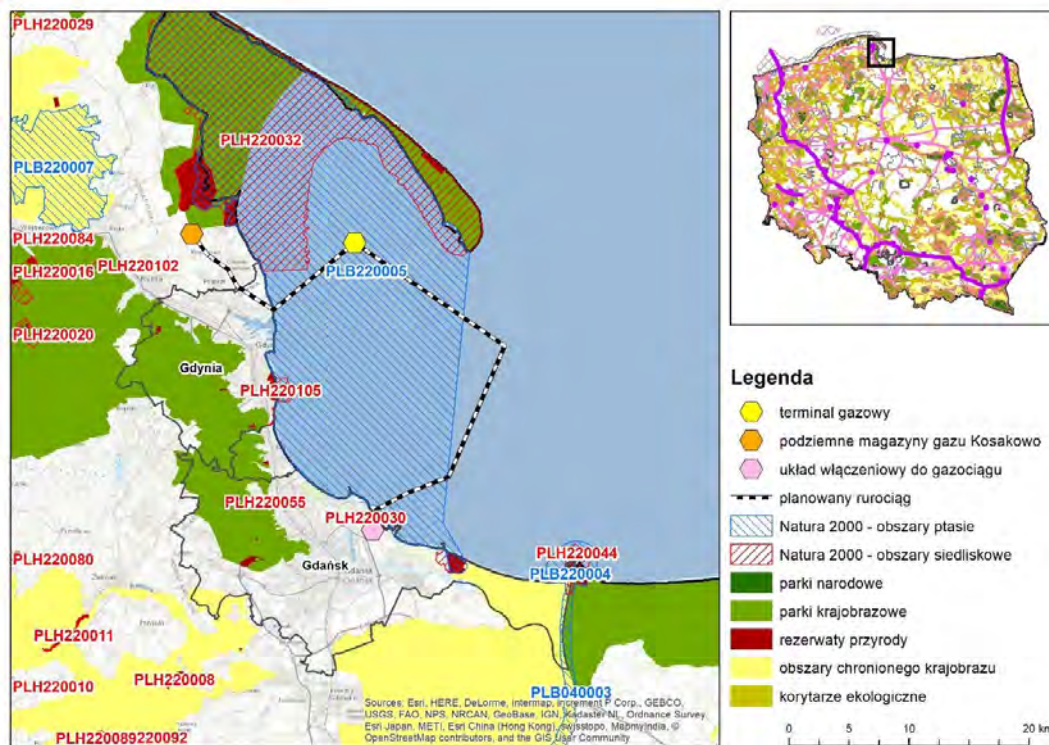 PLH220029
PLH220032
PLB220007
PLH220084
PLH220102
PLH220016
PLB220005
PLH220020
Gdynia
PLH220105
PLH220055
PLH220030
PLH220080
Gdańsk
PLH220044
PLB220004
PLH220011
PLH220010
PLH220008
PLB040003
PLH220089220092
Sources: Esri, HERE, DeLorme, Intermap, increment P Corp., GEBCO,
USGS, FAO, NPS, NRCAN, GeoBase, IGN, Kadaster NL, Ordnance Survey,
Esri Japan, METI, Esri China (Hong Kong), swisstopo, MapmyIndia, ©
OpenStreetMap contributors, and the GIS User Community
Legenda
terminal gazowy
podziemne magazyny gazu Kosakowo
układ włączeniowy do gazociągu
planowany rurociąg
Natura 2000 - obszary ptasie
Natura 2000 - obszary siedliskowe
parki narodowe
parki krajobrazowe
rezerwaty przyrody
obszary chronionego krajobrazu
korytarze ekologiczne
0 5 10 20 km